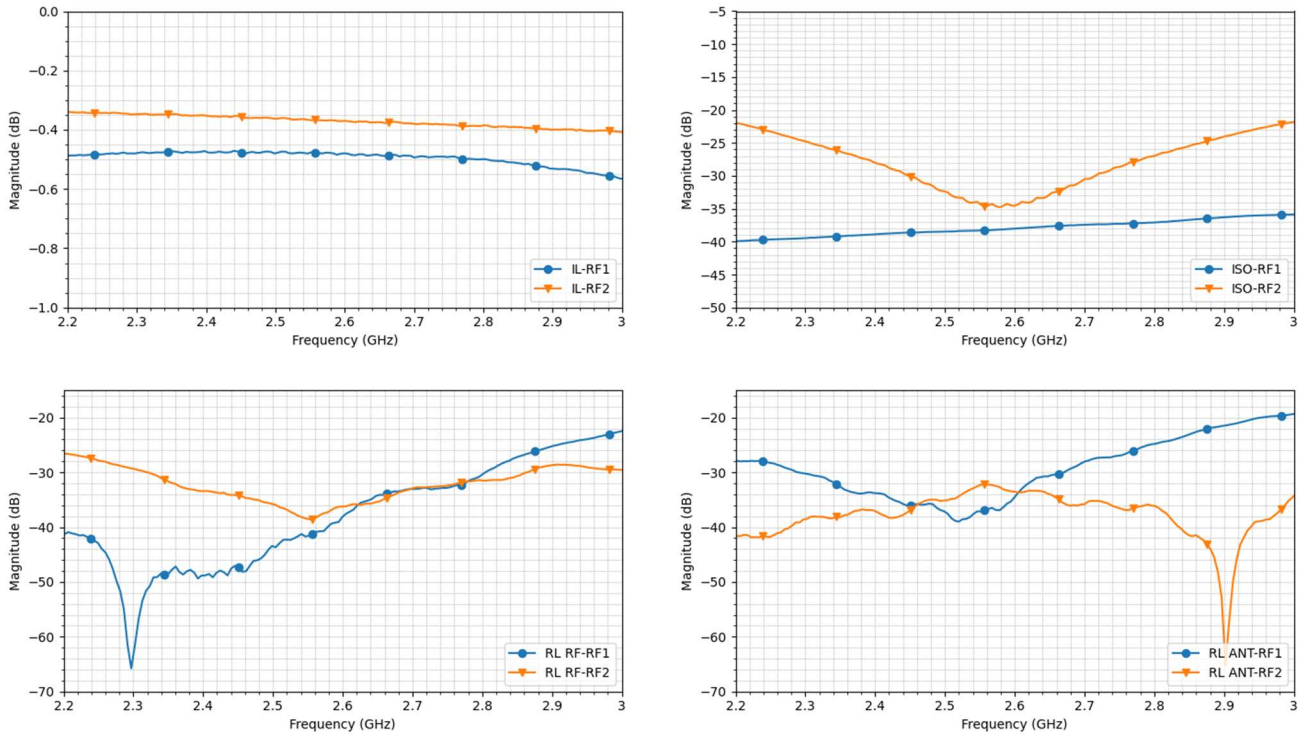 0.0
−0.2
−0.4
−0.6
−0.8
−1.0
Magnitude (dB)
IL-RF1
IL-RF2
2.2 2.3 2.4 2.5 2.6 2.7 2.8 2.9 3
Frequency (GHz)
−5
−10
−15
−20
−25
−30
−35
−40
−45
−50
Magnitude (dB)
ISO-RF1
ISO-RF2
2.2 2.3 2.4 2.5 2.6 2.7 2.8 2.9 3
Frequency (GHz)
−20
−30
−40
−50
−60
−70
Magnitude (dB)
RL RF-RF1
RL RF-RF2
2.2 2.3 2.4 2.5 2.6 2.7 2.8 2.9 3
Frequency (GHz)
−20
−30
−40
−50
−60
−70
Magnitude (dB)
RL ANT-RF1
RL ANT-RF2
2.2 2.3 2.4 2.5 2.6 2.7 2.8 2.9 3
Frequency (GHz)